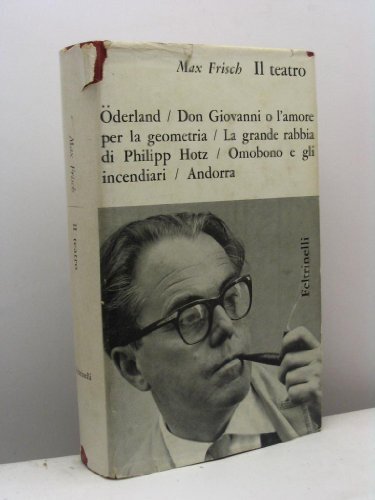 Max Frisch Il teatro
Öderland / Don Giovanni o l'amore
per la geometria / La grande rabbia
di Philipp Hotz / Omobono e gli
incendiari / Andorra
Feltrinelli
Max Frisch
Il teatro